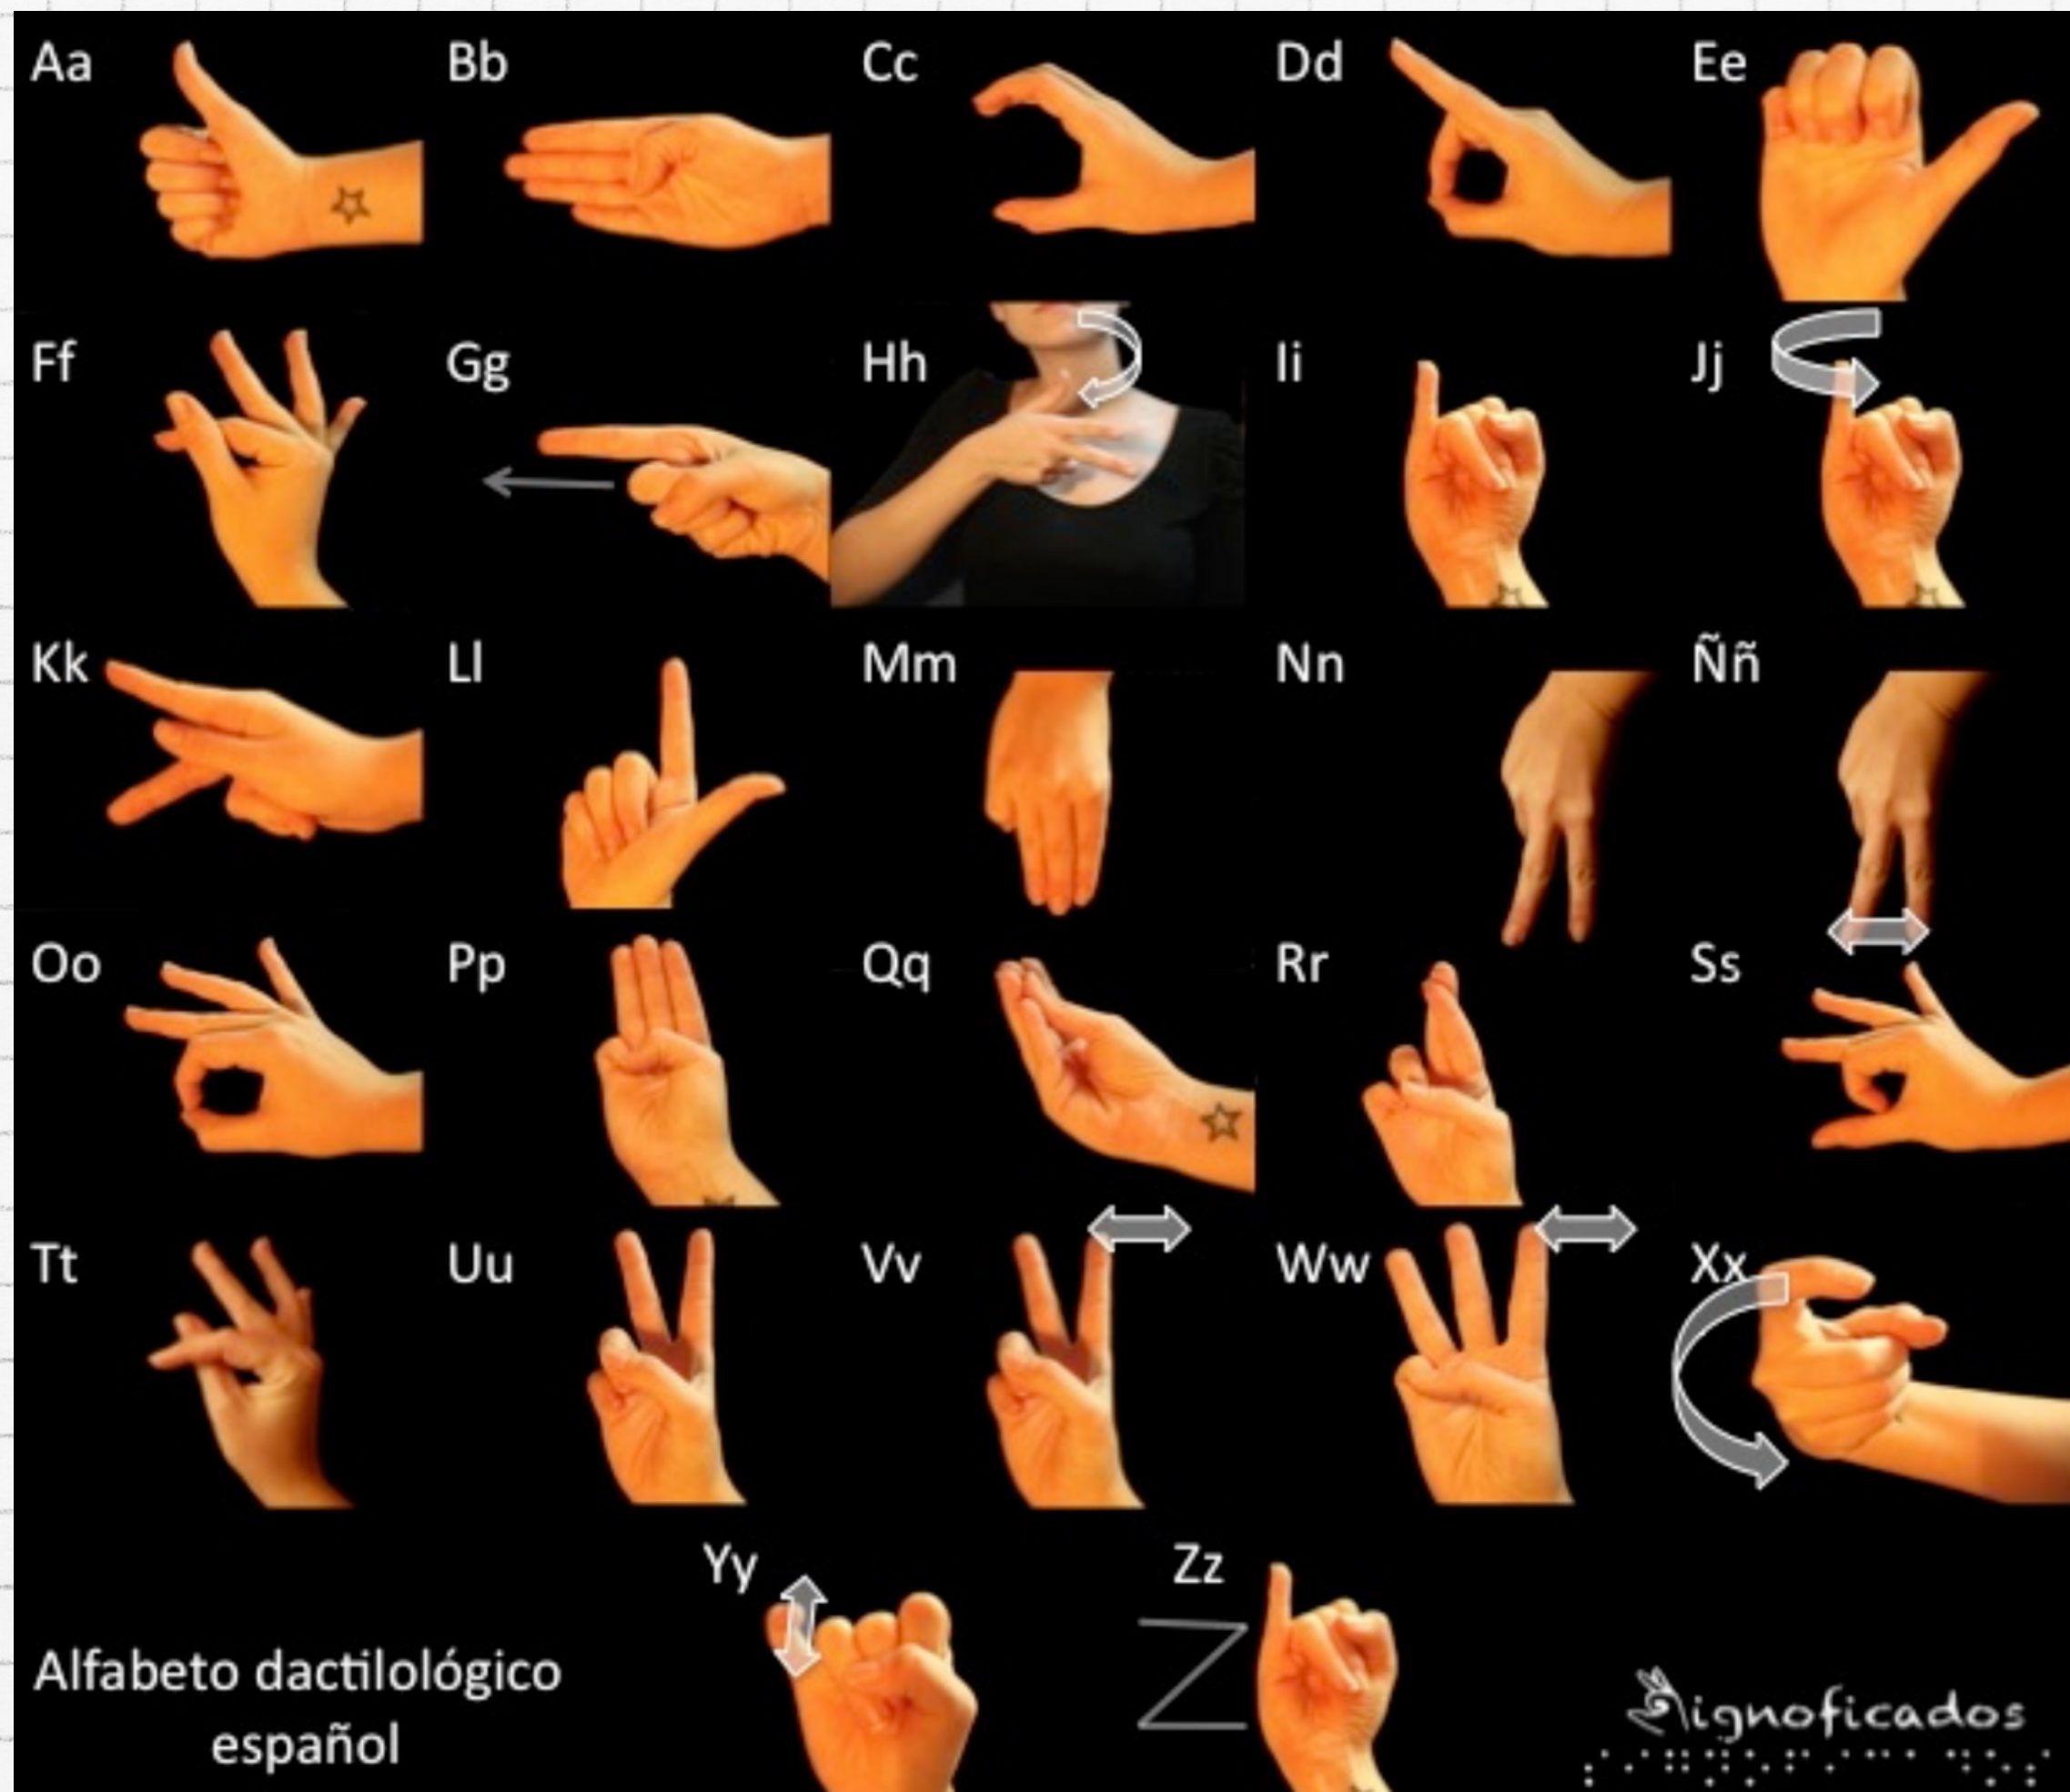 Aa Bb Cc Dd Ee
Ff Gg Hh Ii Jj
Kk Ll Mm Nn Ññ
Oo Pp Qq Rr Ss
Tt Uu Vv Ww Xx
Yy Zz
Alfabeto dactilológico
español
Signoficados